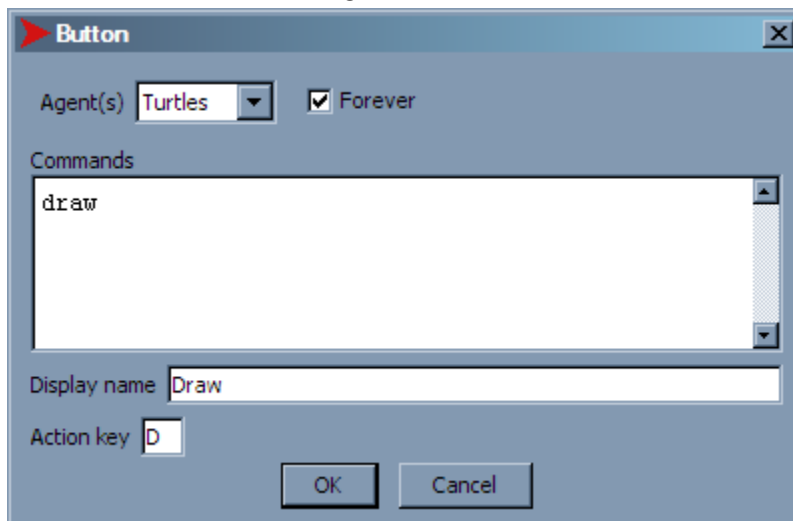 Button
Agent(s) Turtles Forever
Commands
draw
Display name Draw
Action key D
OK Cancel